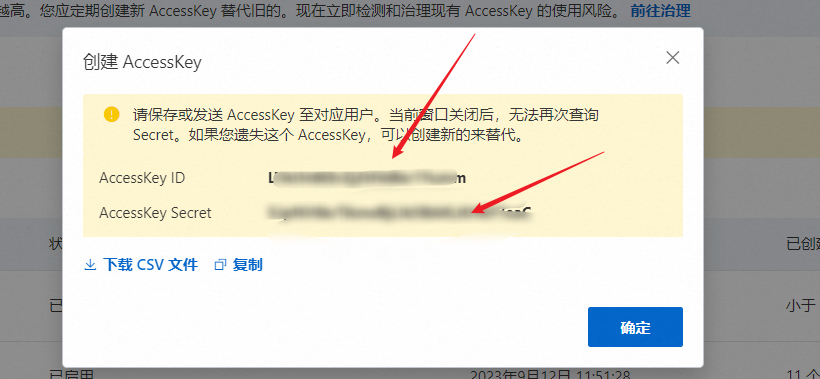 越高。您应定期创建新 AccessKey 替代旧的。现在立即检测和治理现有 AccessKey 的使用风险。 前往治理
创建 AccessKey
请保存或发送 AccessKey 至对应用户。当前窗口关闭后，无法再次查询
Secret。如果您遗失这个 AccessKey，可以创建新的来替代。
AccessKey ID
AccessKey Secret
状
已创建
下载 CSV 文件
复制
已
小于
确定
已启用
2023年9月12日 11:51:28
11 个